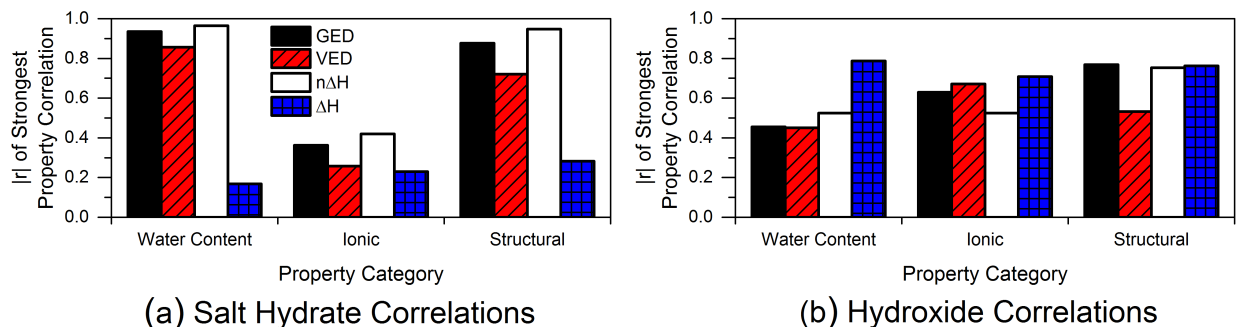 |r| of Strongest
Property Correlation
1.0
0.8
0.6
0.4
0.2
0.0
GED
VED
n∆H
∆H
Water Content Ionic Structural
Property Category
(a) Salt Hydrate Correlations
|r| of Strongest
Property Correlation
1.0
0.8
0.6
0.4
0.2
0.0
Water Content Ionic Structural
Property Category
(b) Hydroxide Correlations